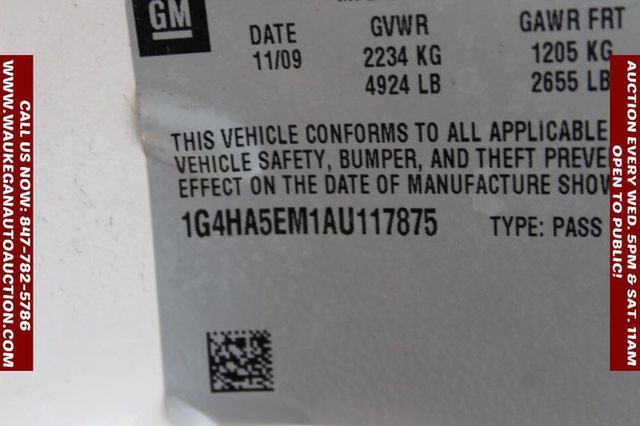 GM
DATE
11/09
GVWR
2234 KG
4924 LB
GAWR FRT
1205 KG
2655 LB
THIS VEHICLE CONFORMS TO ALL APPLICABLE
VEHICLE SAFETY, BUMPER, AND THEFT PREVE
EFFECT ON THE DATE OF MANUFACTURE SHOW
1G4HA5EM1AU117875 TYPE: PASS
CALL US NOW: 847-782-5786
WWW.WAUKEGANAUTOAUCTION.COM
AUCTION EVERY WED. 5PM & SAT. 11AM
OPEN TO PUBLIC!